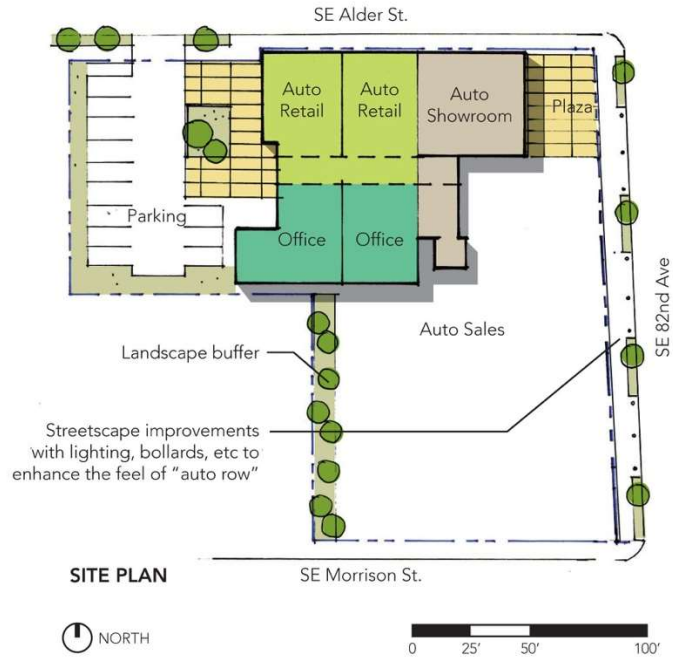 SE Alder St.
Auto
Retail
Auto
Retail
Auto
Showroom
Plaza
Parking
Office
Office
SE 82nd Ave
Auto Sales
Landscape buffer
Streetscape improvements
with lighting, bollards, etc to
enhance the feel of “auto row”
SITE PLAN
SE Morrison St.
NORTH
0
25'
50'
100'